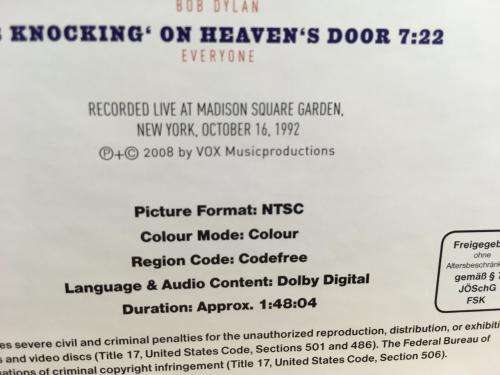 BOB DYLAN
KNOCKING‘ ON HEAVEN‘S DOOR 7:22
EVERYONE
RECORDED LIVE AT MADISON SQUARE GARDEN,
NEW YORK, OCTOBER 16, 1992
Ⓟ+© 2008 by VOX Musicproductions
Picture Format: NTSC
Colour Mode: Colour
Region Code: Codefree
Language & Audio Content: Dolby Digital
Duration: Approx. 1:48:04
Freigegeb
ohne
Altersbeschränk
gemäß § 7
JÖSchG
FSK
es severe civil and criminal penalties for the unauthorized reproduction, distribution, or exhibiti
s and video discs (Title 17, United States Code, Sections 501 and 486). The Federal Bureau of
ations of criminal copyright infringement (Title 17, United States Code, Section 506).